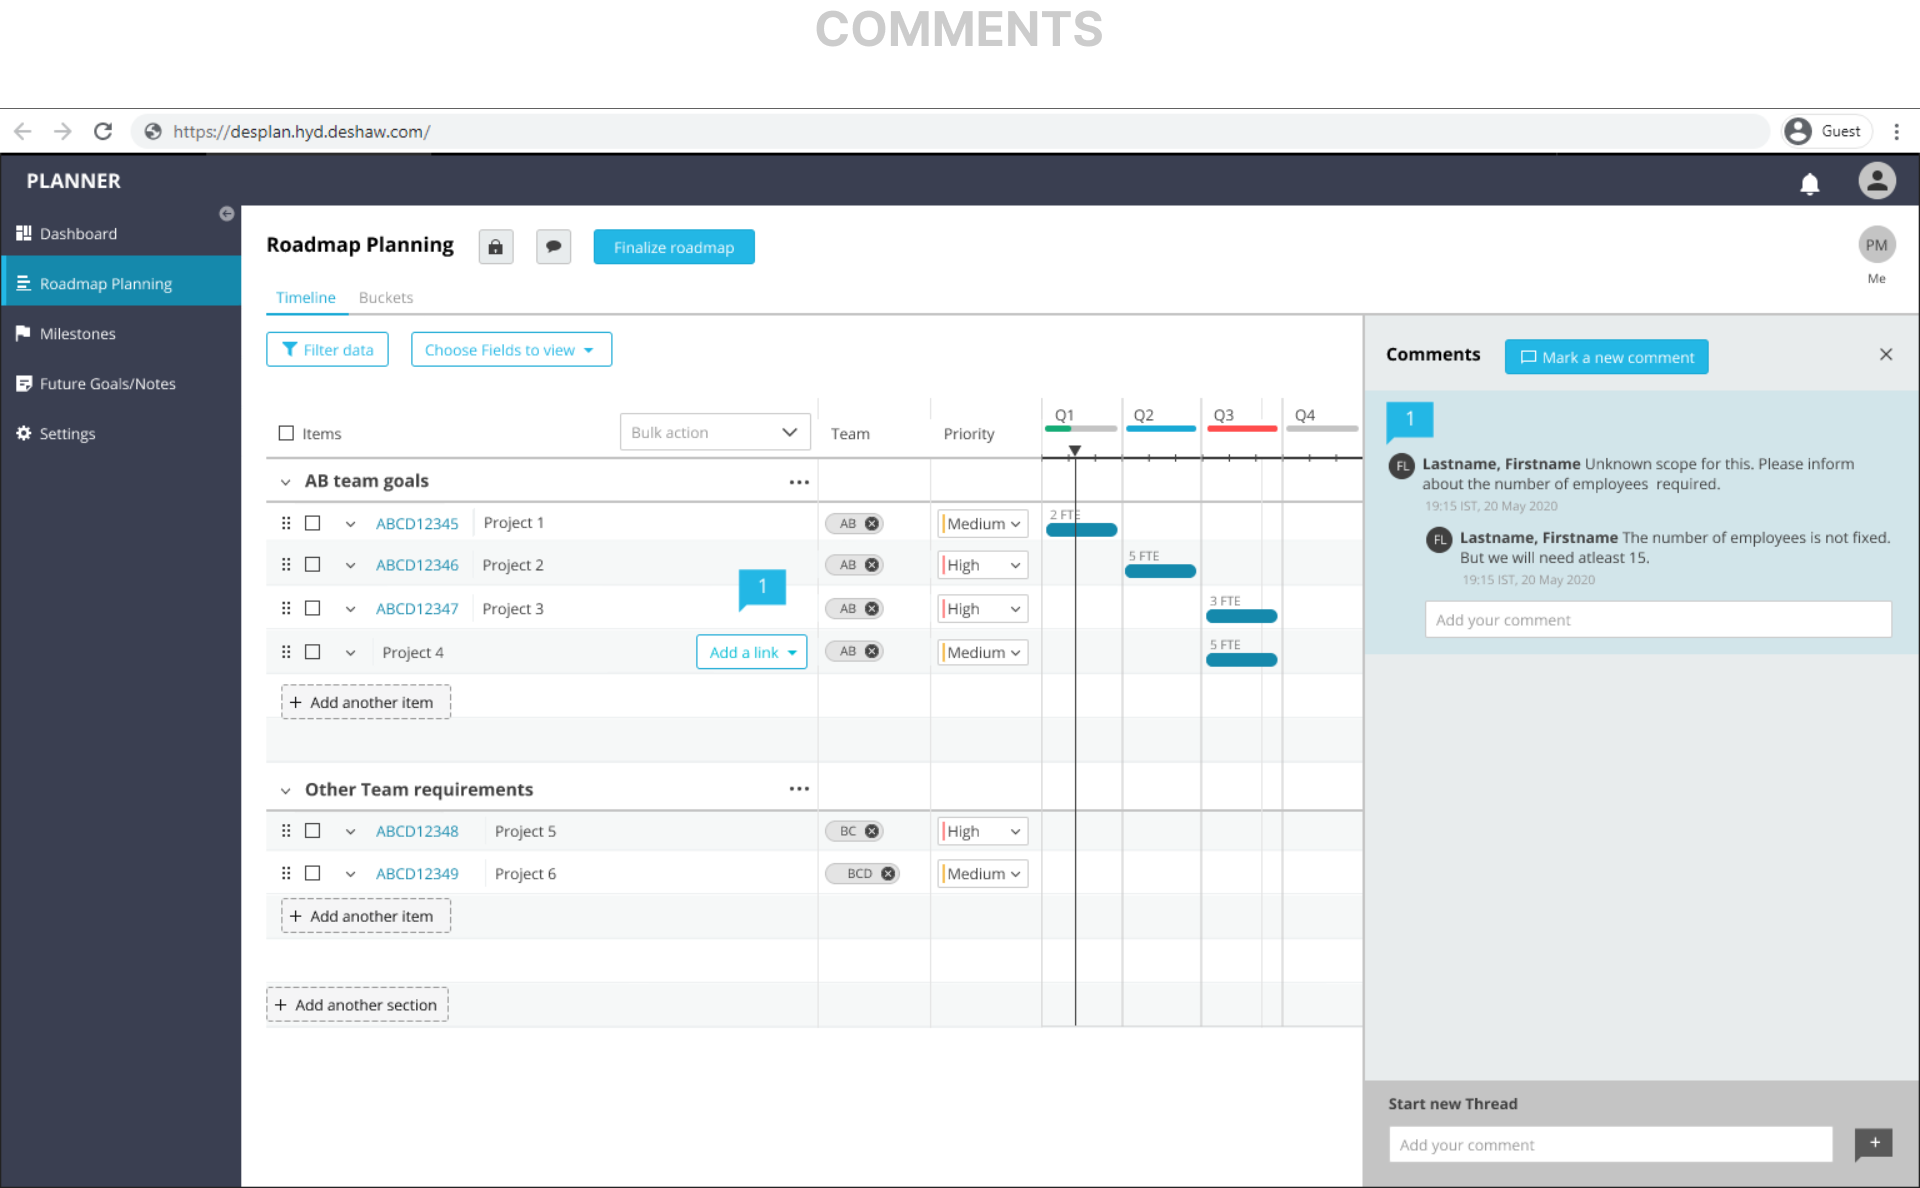 COMMENTS
https://desplan.hyd.deshaw.com/
Guest
PLANNER
Dashboard
Roadmap Planning
Milestones
Future Goals/Notes
Settings
Roadmap Planning
Finalize roadmap
PM
Me
Timeline
Buckets
Filter data
Choose Fields to view
Items
Bulk action
Team
Priority
Q1
Q2
Q3
Q4
AB team goals
ABCD12345
Project 1
AB
Medium
2 FTE
ABCD12346
Project 2
AB
High
5 FTE
1
ABCD12347
Project 3
AB
High
3 FTE
Project 4
Add a link
AB
Medium
5 FTE
+ Add another item
Other Team requirements
ABCD12348
Project 5
BC
High
ABCD12349
Project 6
BCD
Medium
+ Add another item
+ Add another section
Comments
Mark a new comment
1
FL
Lastname, Firstname Unknown scope for this. Please inform
about the number of employees required.
19:15 IST, 20 May 2020
FL
Lastname, Firstname The number of employees is not fixed.
But we will need atleast 15.
19:15 IST, 20 May 2020
Add your comment
Start new Thread
Add your comment
+